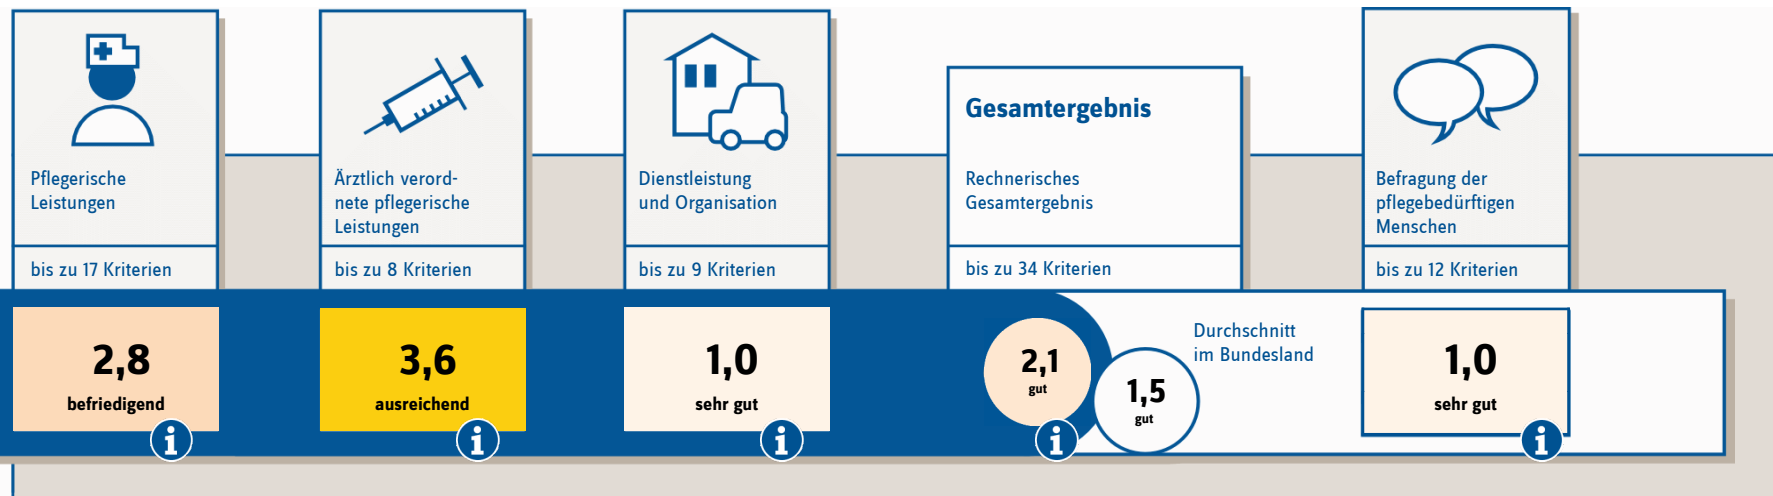 Pflegerische
Leistungen
bis zu 17 Kriterien
2,8
befriedigend
i
Ärztlich verord-
nete pflegerische
Leistungen
bis zu 8 Kriterien
3,6
ausreichend
i
Dienstleistung
und Organisation
bis zu 9 Kriterien
1,0
sehr gut
i
Gesamtergebnis
Rechnerisches
Gesamtergebnis
bis zu 34 Kriterien
2,1
gut
i
1,5
gut
Durchschnitt
im Bundesland
Befragung der
pflegebedürftigen
Menschen
bis zu 12 Kriterien
1,0
sehr gut
i